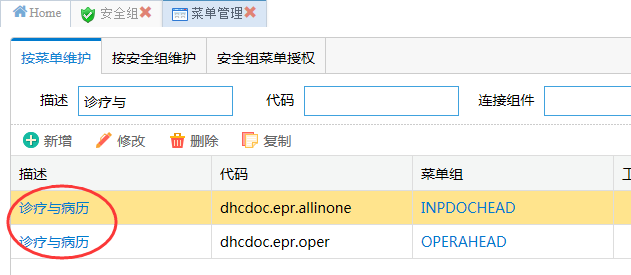 Home 安全组 菜单管理
按菜单维护 按安全组维护 安全组菜单授权
描述 诊疗与 代码 连接组件
新增 修改 删除 复制
描述 代码 菜单组
诊疗与病历 dhcdoc.epr.allinone INPDOCHEAD
诊疗与病历 dhcdoc.epr.oper OPERAHEAD